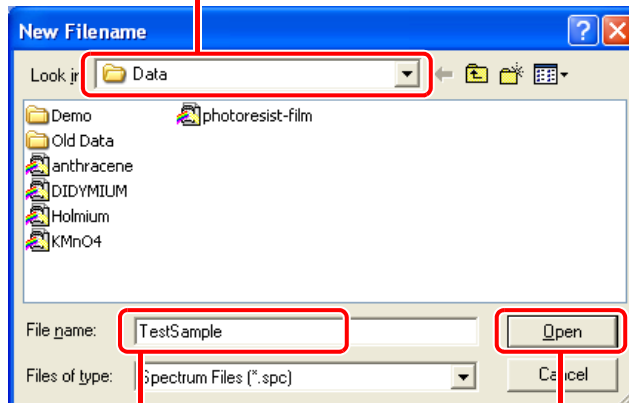 New Filename
Look in: Data
Demo photoresist-film
Old Data
anthracene
DIDYMIUM
Holmium
KMnO4
File name: TestSample Open
Files of type: Spectrum Files (*.spc) Cancel